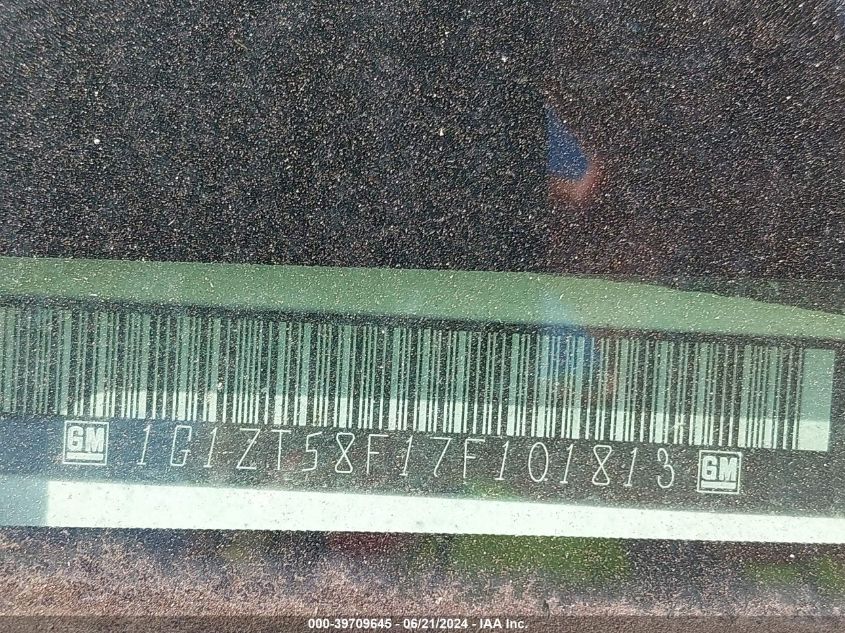 GM 1G1ZT58F17F101813 GM
000-39709645 / 06/21/2024 - IAA Inc.